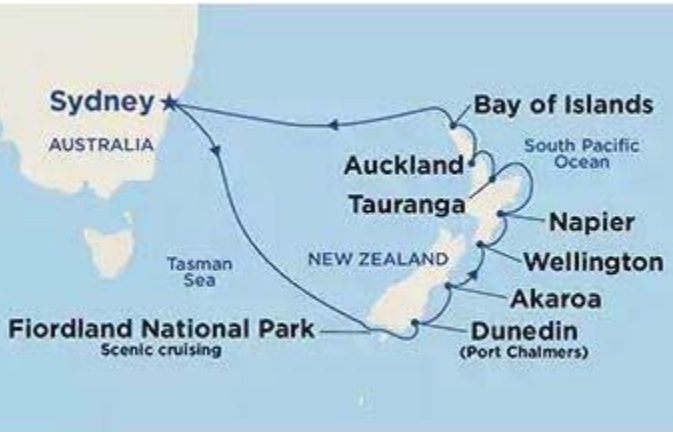 Sydney
AUSTRALIA
Bay of Islands
South Pacific
Ocean
Auckland
Tauranga
Napier
Tasman
Sea
NEW ZEALAND
Wellington
Akaroa
Fiordland National Park
Scenic cruising
Dunedin
(Port Chalmers)